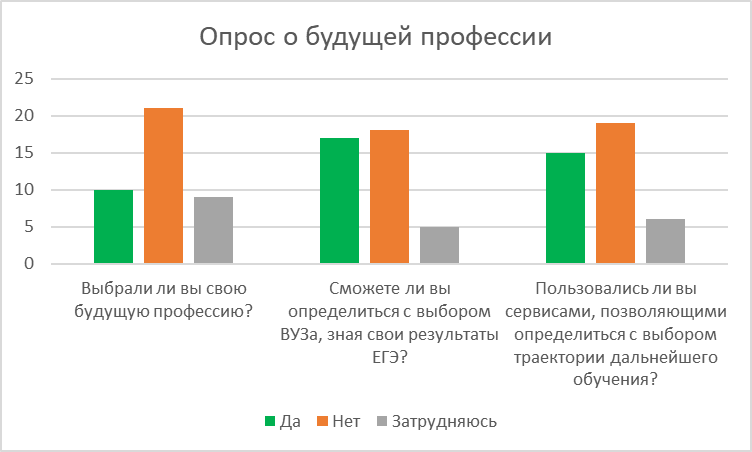 Опрос о будущей профессии
25
20
15
10
5
0
Выбрали ли вы свою
будущую профессию?
Сможете ли вы
определиться с выбором
ВУЗа, зная свои результаты
ЕГЭ?
Пользовались ли вы
сервисами, позволяющими
определиться с выбором
траектории дальнейшего
обучения?
Да Нет Затрудняюсь